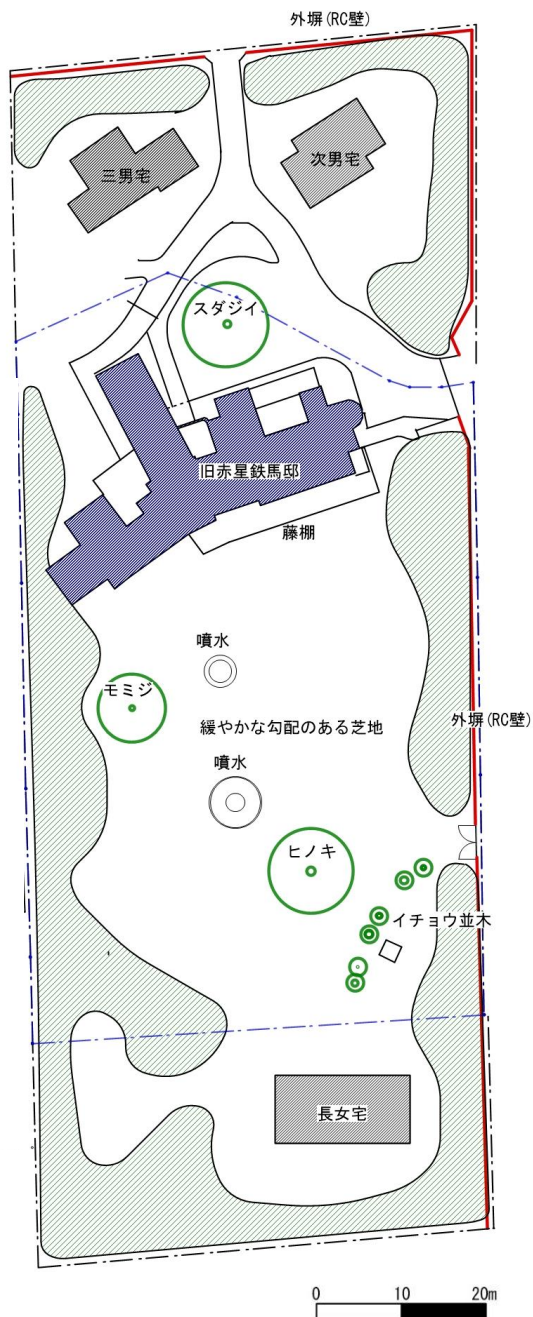 外塀(RC壁)
三男宅
次男宅
スダジイ
旧赤星鉄馬邸
藤棚
噴水
モミジ
緩やかな勾配のある芝地
外塀(RC壁)
噴水
ヒノキ
イチョウ並木
長女宅
0 10 20m